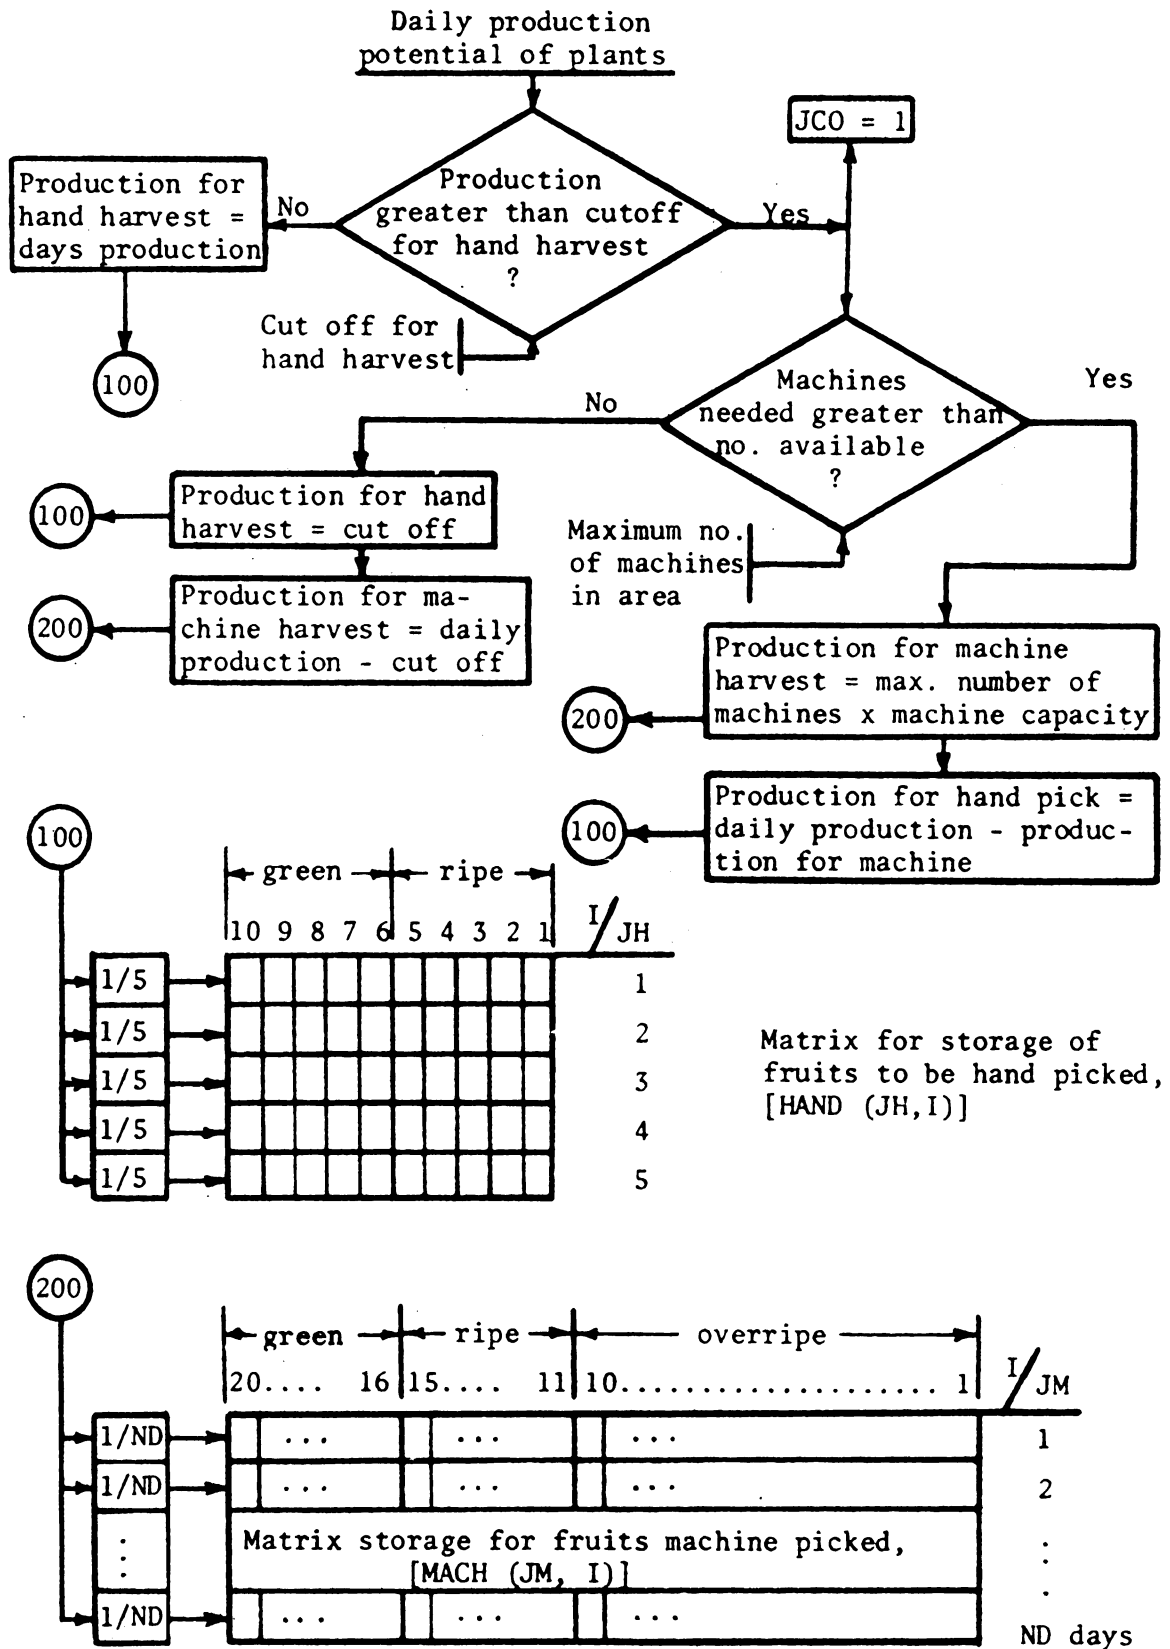 Daily production
potential of plants
JCO = 1
Production
greater than cutoff
for hand harvest
?
No
Yes
Production for
hand harvest =
days production
100
Cut off for
hand harvest
Machines
needed greater than
no. available
?
No
Yes
Production for hand
harvest = cut off
100
Maximum no.
of machines
in area
Production for ma-
chine harvest = daily
production - cut off
200
Production for machine
harvest = max. number of
machines x machine capacity
200
Production for hand pick =
daily production - produc-
tion for machine
100
100
green ripe
10 9 8 7 6 5 4 3 2 1 I/JH
1/5 1
1/5 2
1/5 3
1/5 4
1/5 5
Matrix for storage of
fruits to be hand picked,
[HAND (JH,I)]
200
green ripe overripe
20.... 16 15.... 11 10.................... 1 I/JM
1/ND ... ... ... 1
1/ND ... ... ... 2
Matrix storage for fruits machine picked,
[MACH (JM, I)]
1/ND ... ... ... ND days